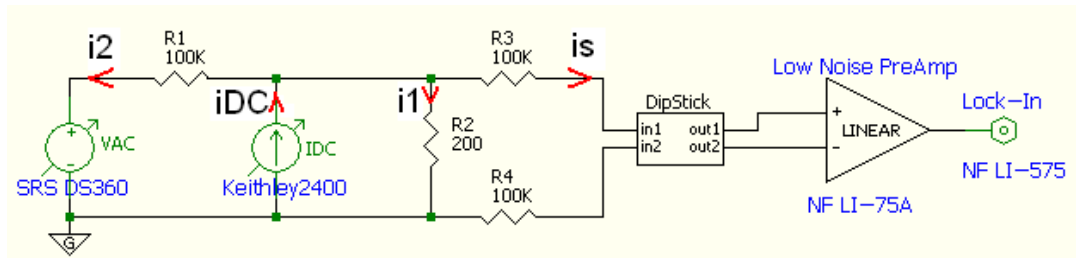 i2
R1
100K
iDC
i1
R3
100K
is
VAC
SRS DS360
IDC
Keithley2400
R2
200
R4
100K
DipStick
in1 out1
in2 out2
Low Noise PreAmp
+
LINEAR
-
NF LI-75A
Lock-In
NF LI-575
G